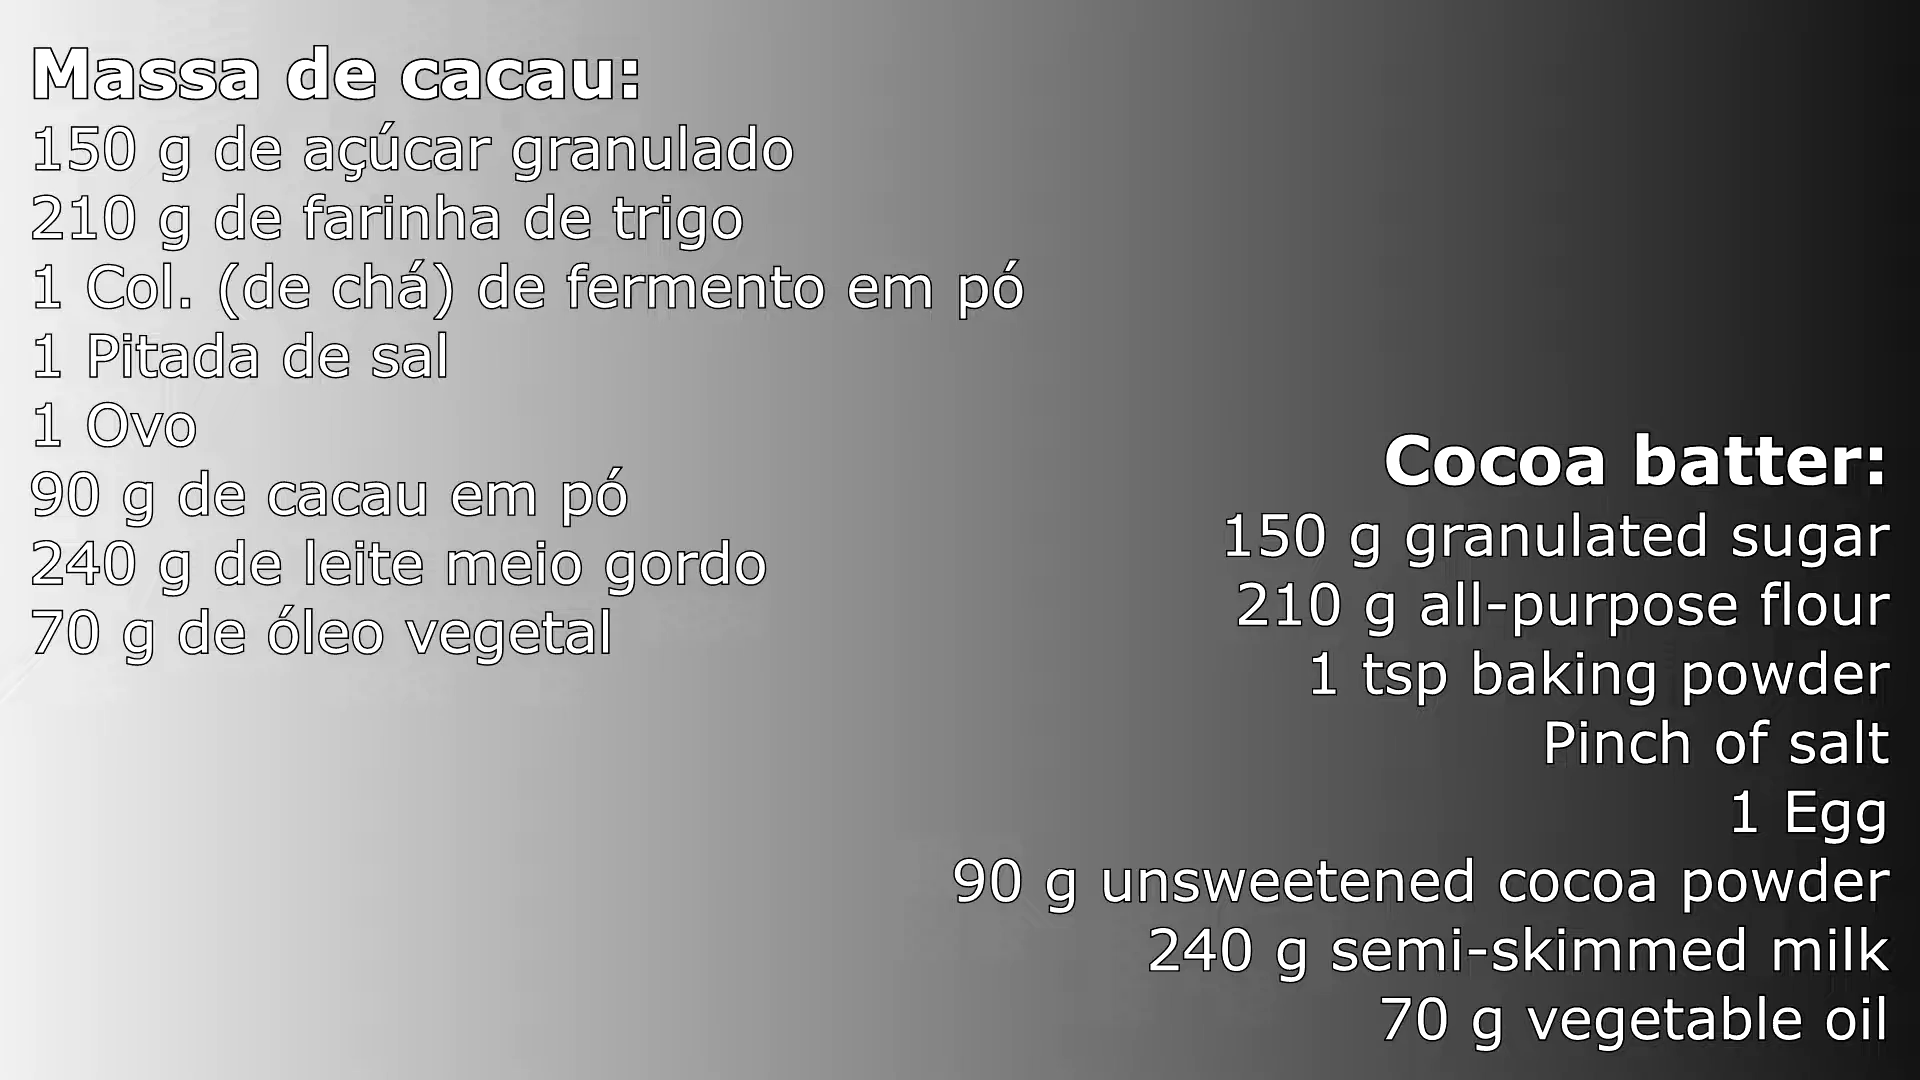 Massa de cacau:
150 g de açúcar granulado
210 g de farinha de trigo
1 Col. (de chá) de fermento em pó
1 Pitada de sal
1 Ovo
90 g de cacau em pó
240 g de leite meio gordo
70 g de óleo vegetal
Cocoa batter:
150 g granulated sugar
210 g all-purpose flour
1 tsp baking powder
Pinch of salt
1 Egg
90 g unsweetened cocoa powder
240 g semi-skimmed milk
70 g vegetable oil